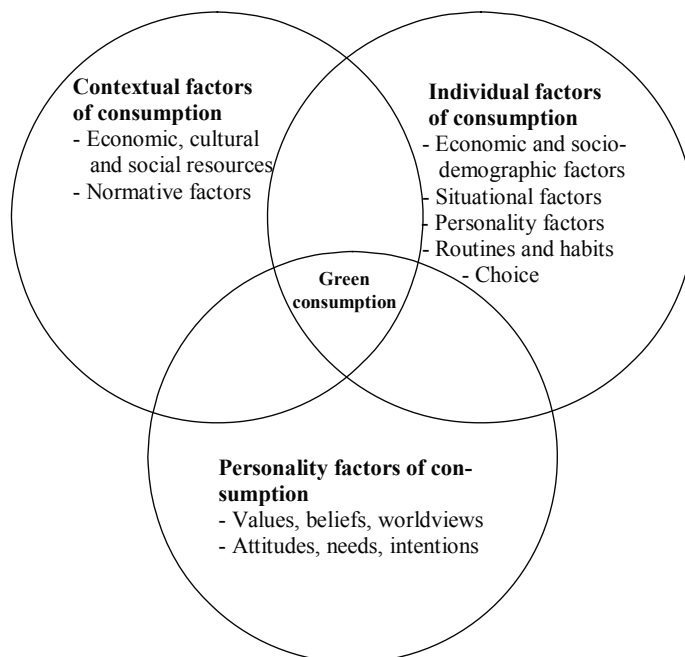 Contextual factors
of consumption
- Economic, cultural
and social resources
- Normative factors
Individual factors
of consumption
- Economic and socio-
demographic factors
- Situational factors
- Personality factors
- Routines and habits
- Choice
Green
consumption
Personality factors of con-
sumption
- Values, beliefs, worldviews
- Attitudes, needs, intentions